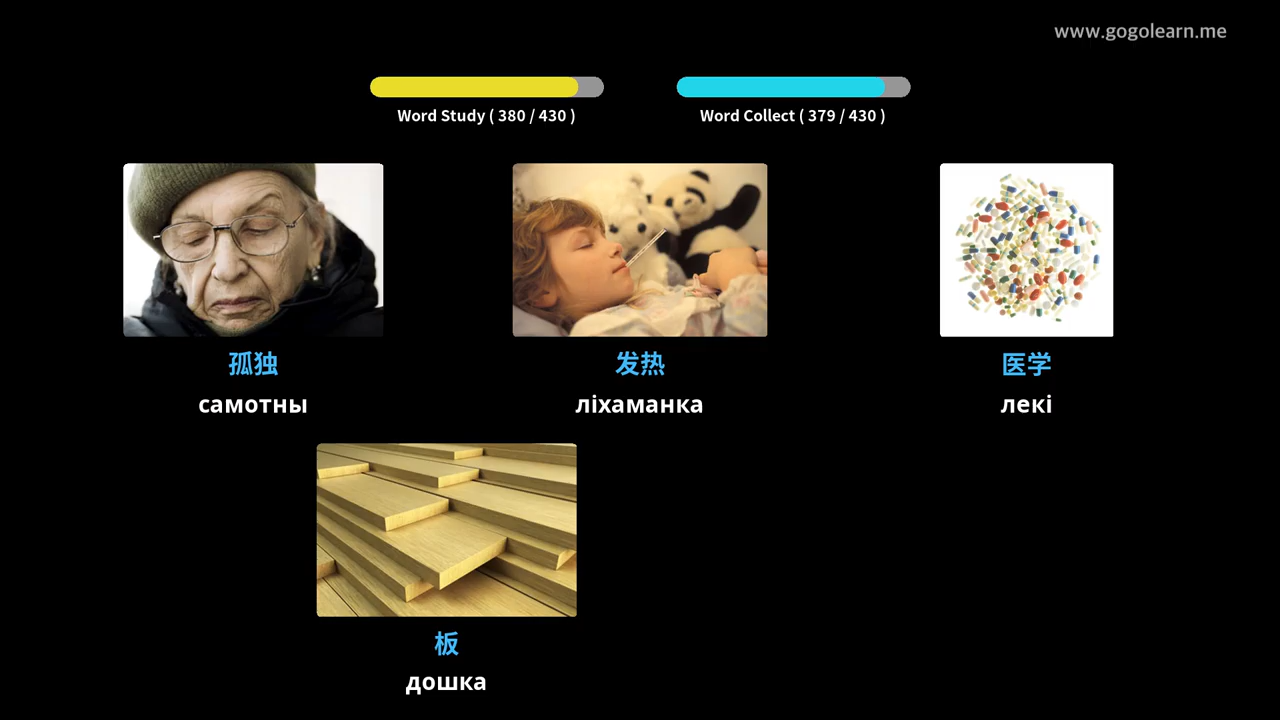 www.gogolearn.me
Word Study ( 380 / 430 )
Word Collect ( 379 / 430 )
孤独
самотны
发热
ліхаманка
医学
лекі
板
дошка